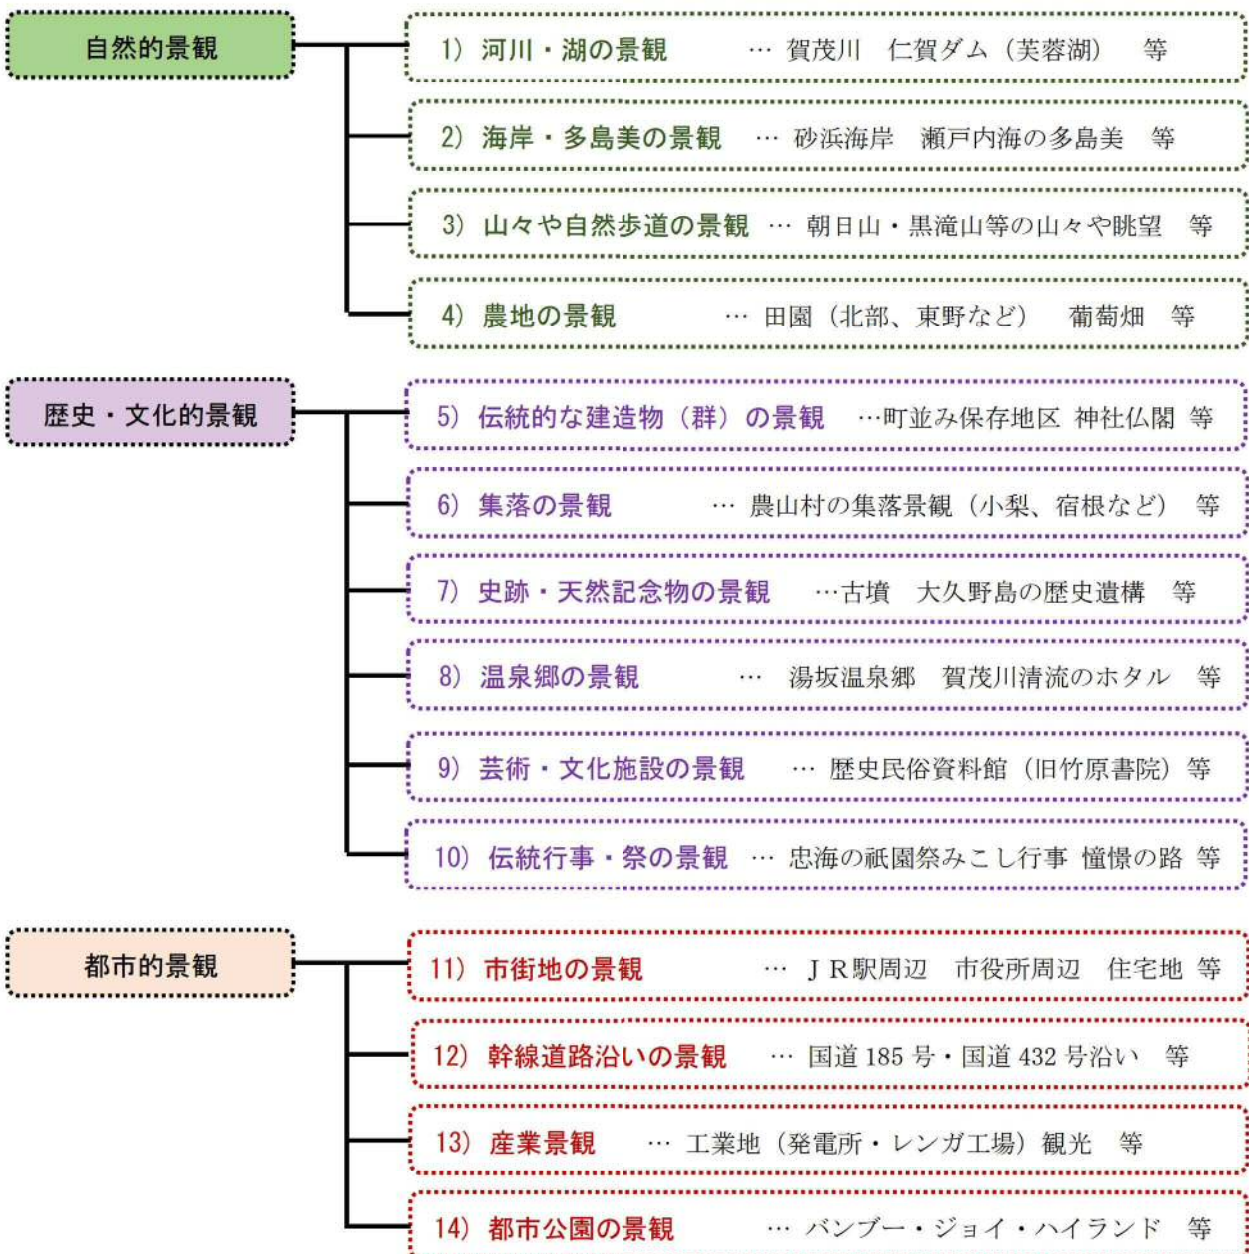 自然的景観
1) 河川・湖の景観 … 賀茂川 仁賀ダム（芙蓉湖） 等
2) 海岸・多島美の景観 … 砂浜海岸 瀬戸内海の多島美 等
3) 山々や自然歩道の景観 … 朝日山・黒滝山等の山々や眺望 等
4) 農地の景観 … 田園（北部、東野など） 葡萄畑 等
歴史・文化的景観
5) 伝統的な建造物（群）の景観 …町並み保存地区 神社仏閣 等
6) 集落の景観 … 農山村の集落景観（小梨、宿根など） 等
7) 史跡・天然記念物の景観 …古墳 大久野島の歴史遺構 等
8) 温泉郷の景観 … 湯坂温泉郷 賀茂川清流のホタル 等
9) 芸術・文化施設の景観 … 歴史民俗資料館（旧竹原書院）等
10) 伝統行事・祭の景観 … 忠海の祇園祭みこし行事 憧憬の路 等
都市的景観
11) 市街地の景観 … ＪＲ駅周辺 市役所周辺 住宅地 等
12) 幹線道路沿いの景観 … 国道 185 号・国道 432 号沿い 等
13) 産業景観 … 工業地（発電所・レンガ工場）観光 等
14) 都市公園の景観 … バンブー・ジョイ・ハイランド 等